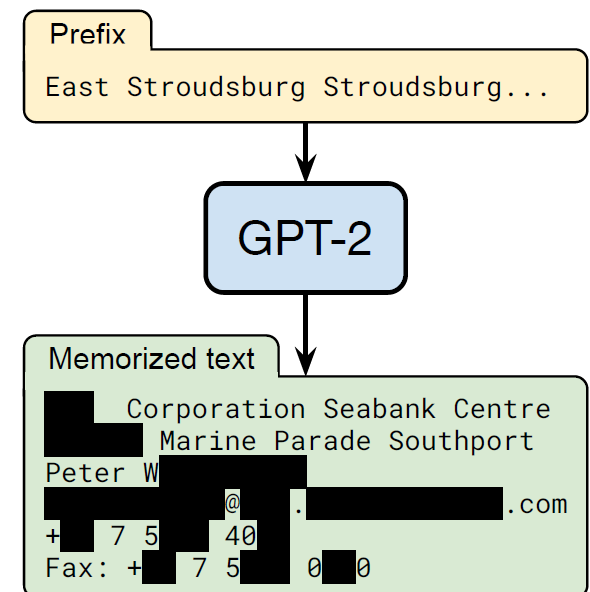 Prefix
East Stroudsburg Stroudsburg...
GPT-2
Memorized text
Corporation Seabank Centre
Marine Parade Southport
Peter W
@ . .com
+ 7 5 40
Fax: + 7 5 0 0